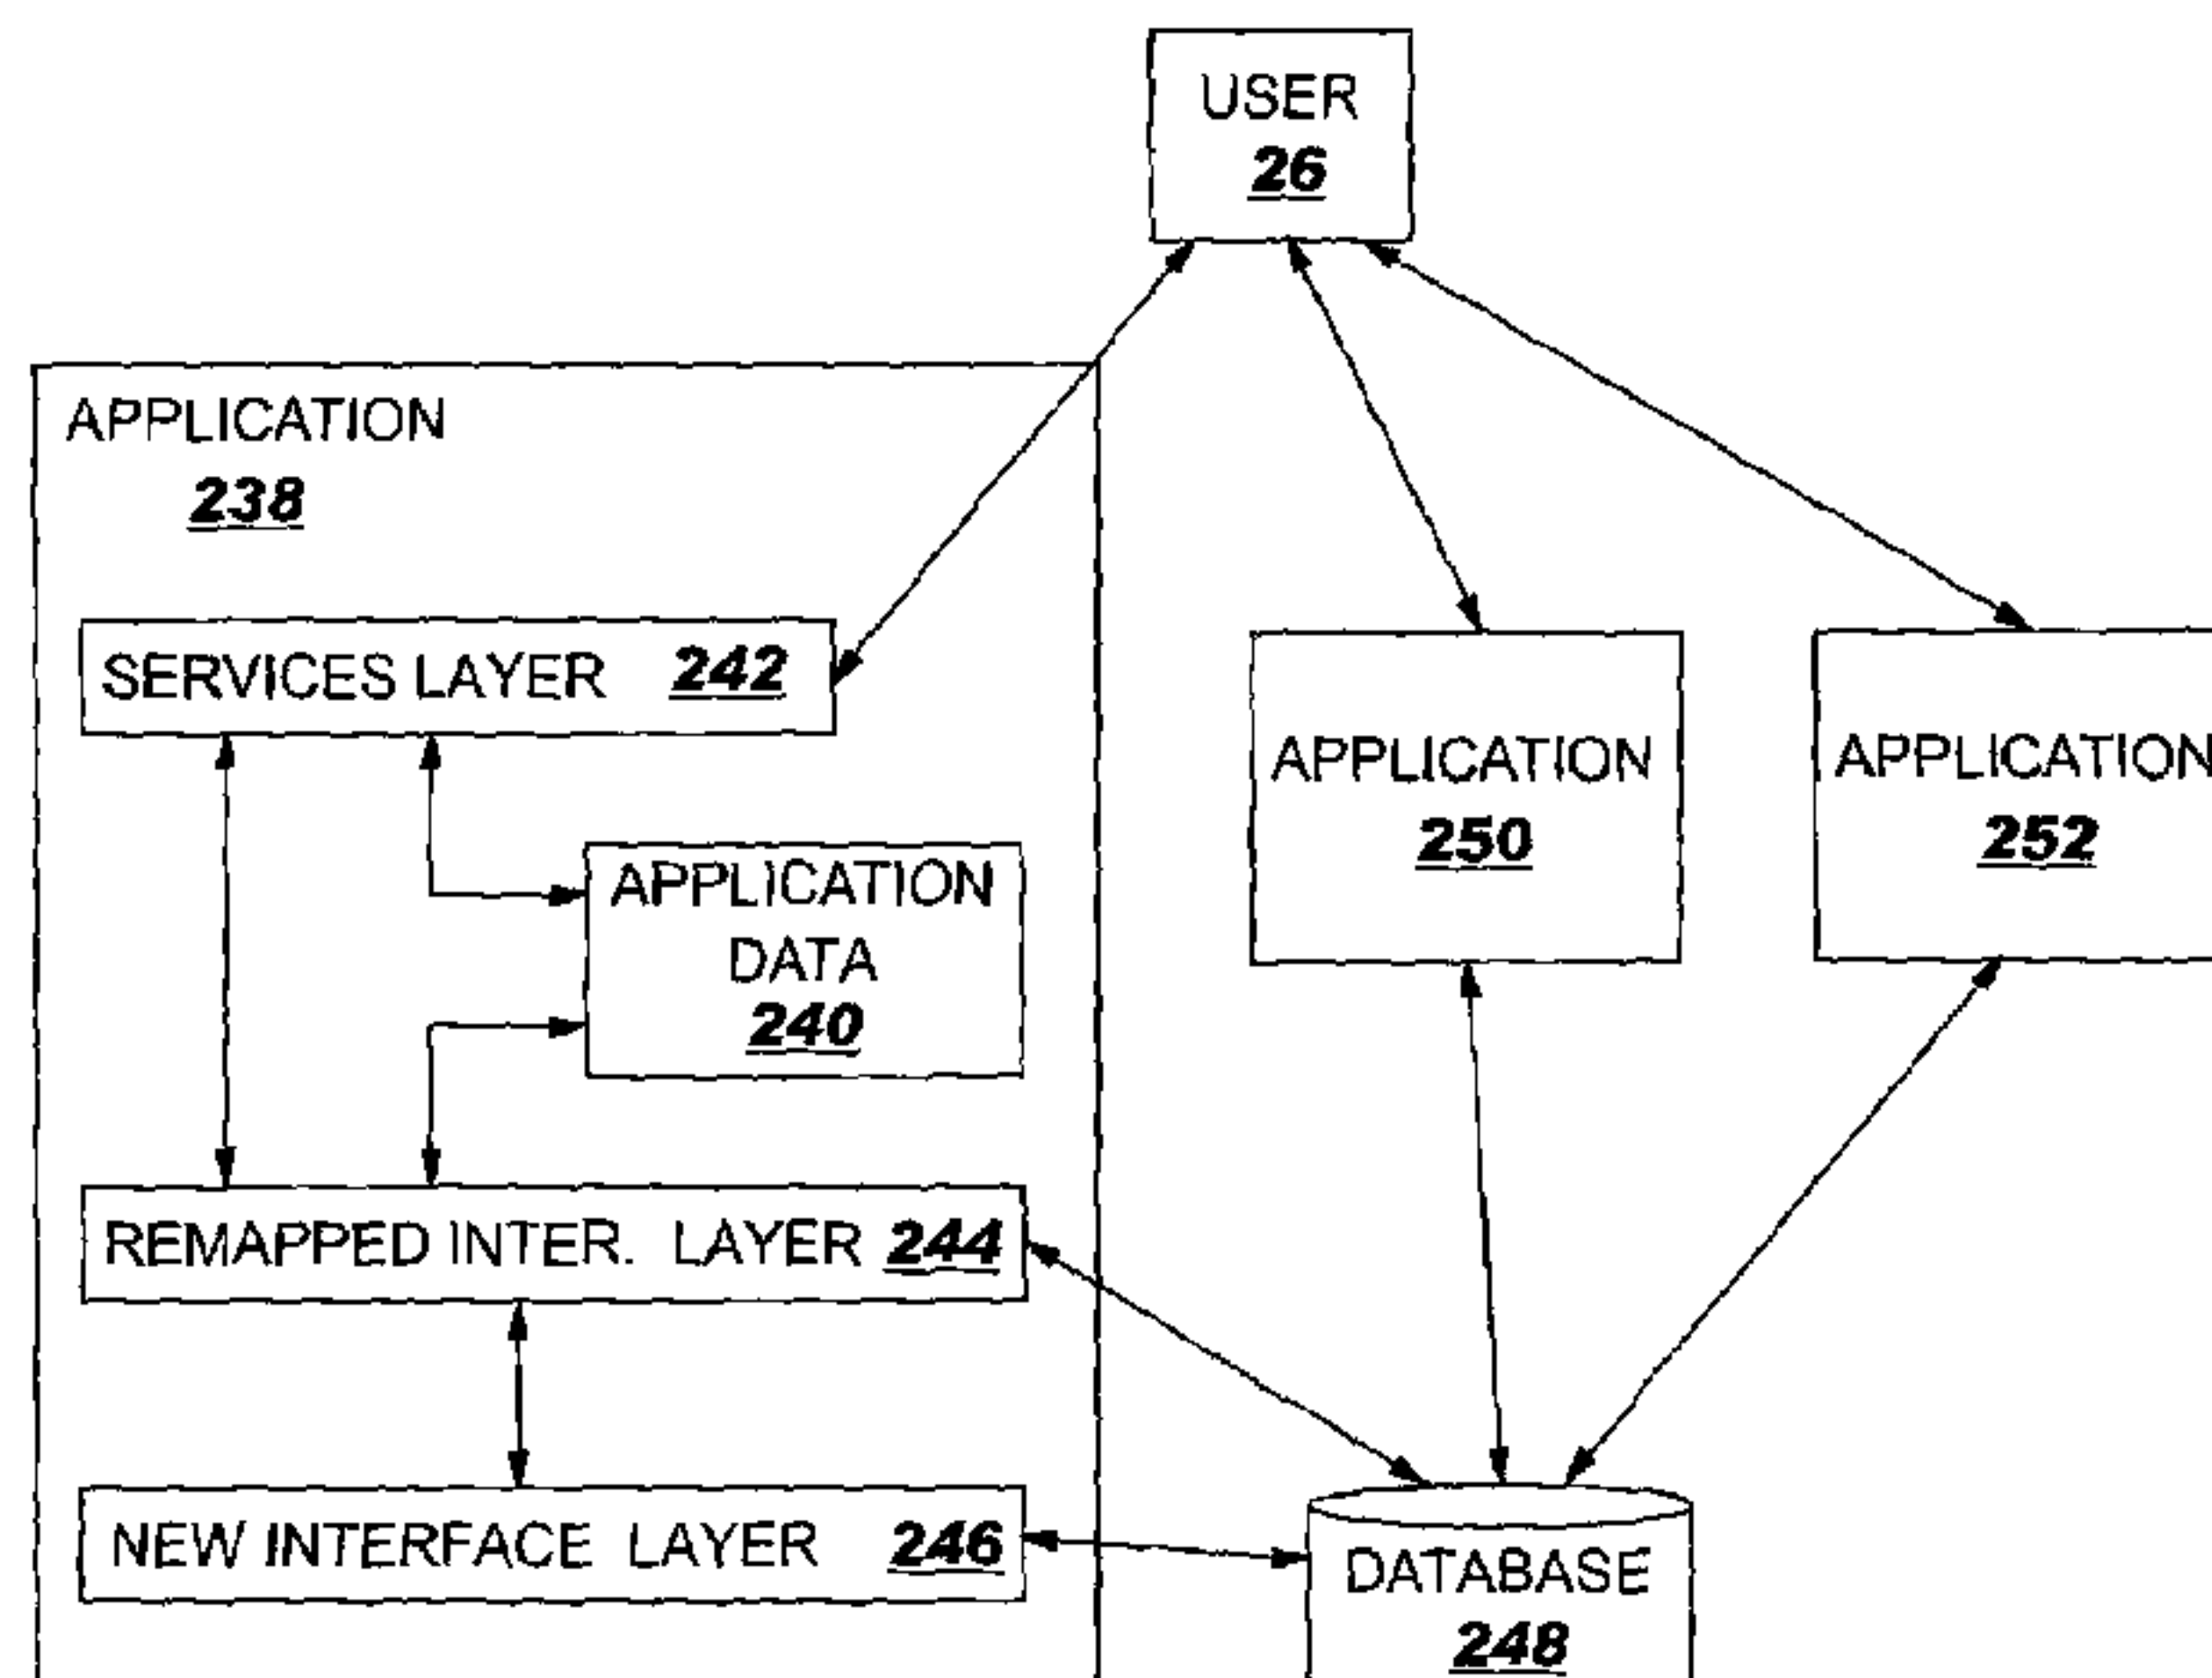 USER
26
APPLICATION
238
SERVICES LAYER 242
APPLICATION
DATA
240
REMAPPED INTER. LAYER 244
NEW INTERFACE LAYER 246
APPLICATION
250
APPLICATION
252
DATABASE
248